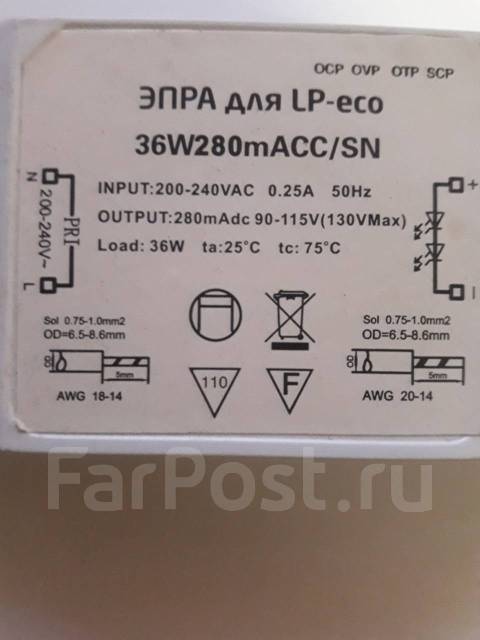 OCP OVP OTP SCP
ЭПРА для LP-eco
36W280mACC/SN
INPUT:200-240VAC 0.25A 50Hz
OUTPUT:280mAdc 90-115V(130VMax)
Load: 36W ta:25°C tc: 75°C
N
200-240V~
L
PRI
+
−
Sol 0.75-1.0mm2
OD=6.5-8.6mm
OD
5mm
AWG 18-14
110
F
Sol 0.75-1.0mm2
OD=6.5-8.6mm
OD
5mm
AWG 20-14
FarPost.ru